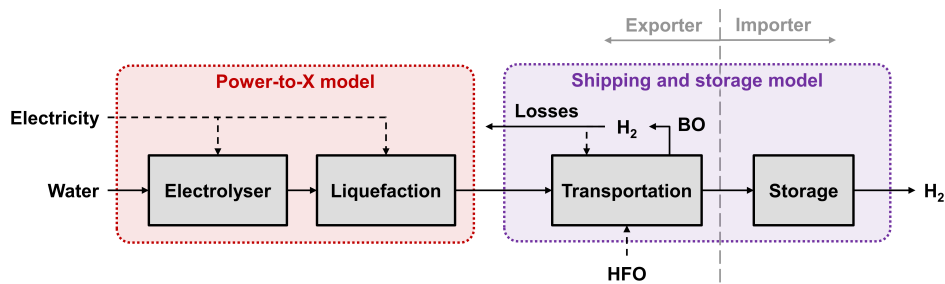 Exporter Importer
Power-to-X model
Shipping and storage model
Electricity
Losses
H2
BO
Water
Electrolyser
Liquefaction
Transportation
Storage
H2
HFO